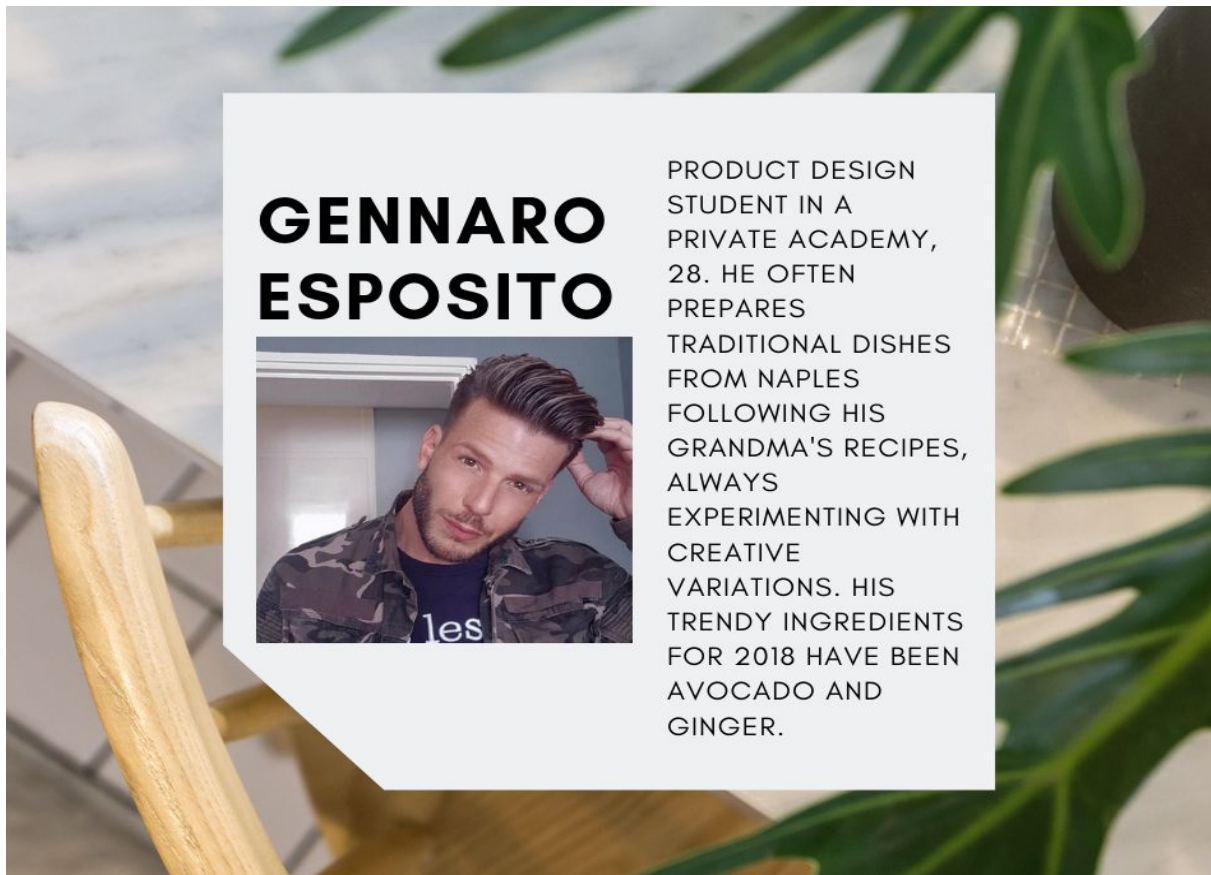 GENNARO
ESPOSITO
les
PRODUCT DESIGN
STUDENT IN A
PRIVATE ACADEMY,
28. HE OFTEN
PREPARES
TRADITIONAL DISHES
FROM NAPLES
FOLLOWING HIS
GRANDMA'S RECIPES,
ALWAYS
EXPERIMENTING WITH
CREATIVE
VARIATIONS. HIS
TRENDY INGREDIENTS
FOR 2018 HAVE BEEN
AVOCADO AND
GINGER.